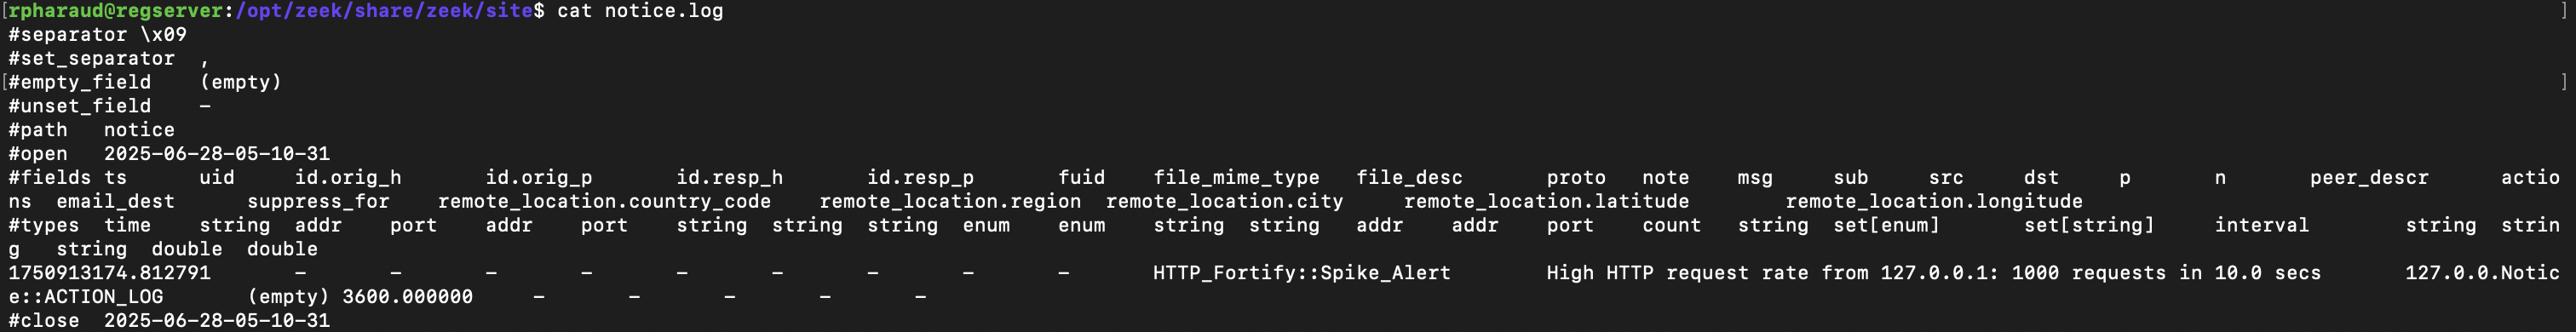 [rpharaud@regserver:/opt/zeek/share/zeek/site$ cat notice.log ]
#separator \x09
#set_separator ,
[#empty_field (empty) ]
#unset_field -
#path notice
#open 2025-06-28-05-10-31
#fields ts uid id.orig_h id.orig_p id.resp_h id.resp_p fuid file_mime_type file_desc proto note msg sub src dst p n peer_descr actio
ns email_dest suppress_for remote_location.country_code remote_location.region remote_location.city remote_location.latitude remote_location.longitude
#types time string addr port addr port string string string enum enum string string addr addr port count string set[enum] set[string] interval string strin
g string double double
1750913174.812791 - - - - - - - - - HTTP_Fortify::Spike_Alert High HTTP request rate from 127.0.0.1: 1000 requests in 10.0 secs 127.0.0.Notic
e::ACTION_LOG (empty) 3600.000000 - - - - -
#close 2025-06-28-05-10-31